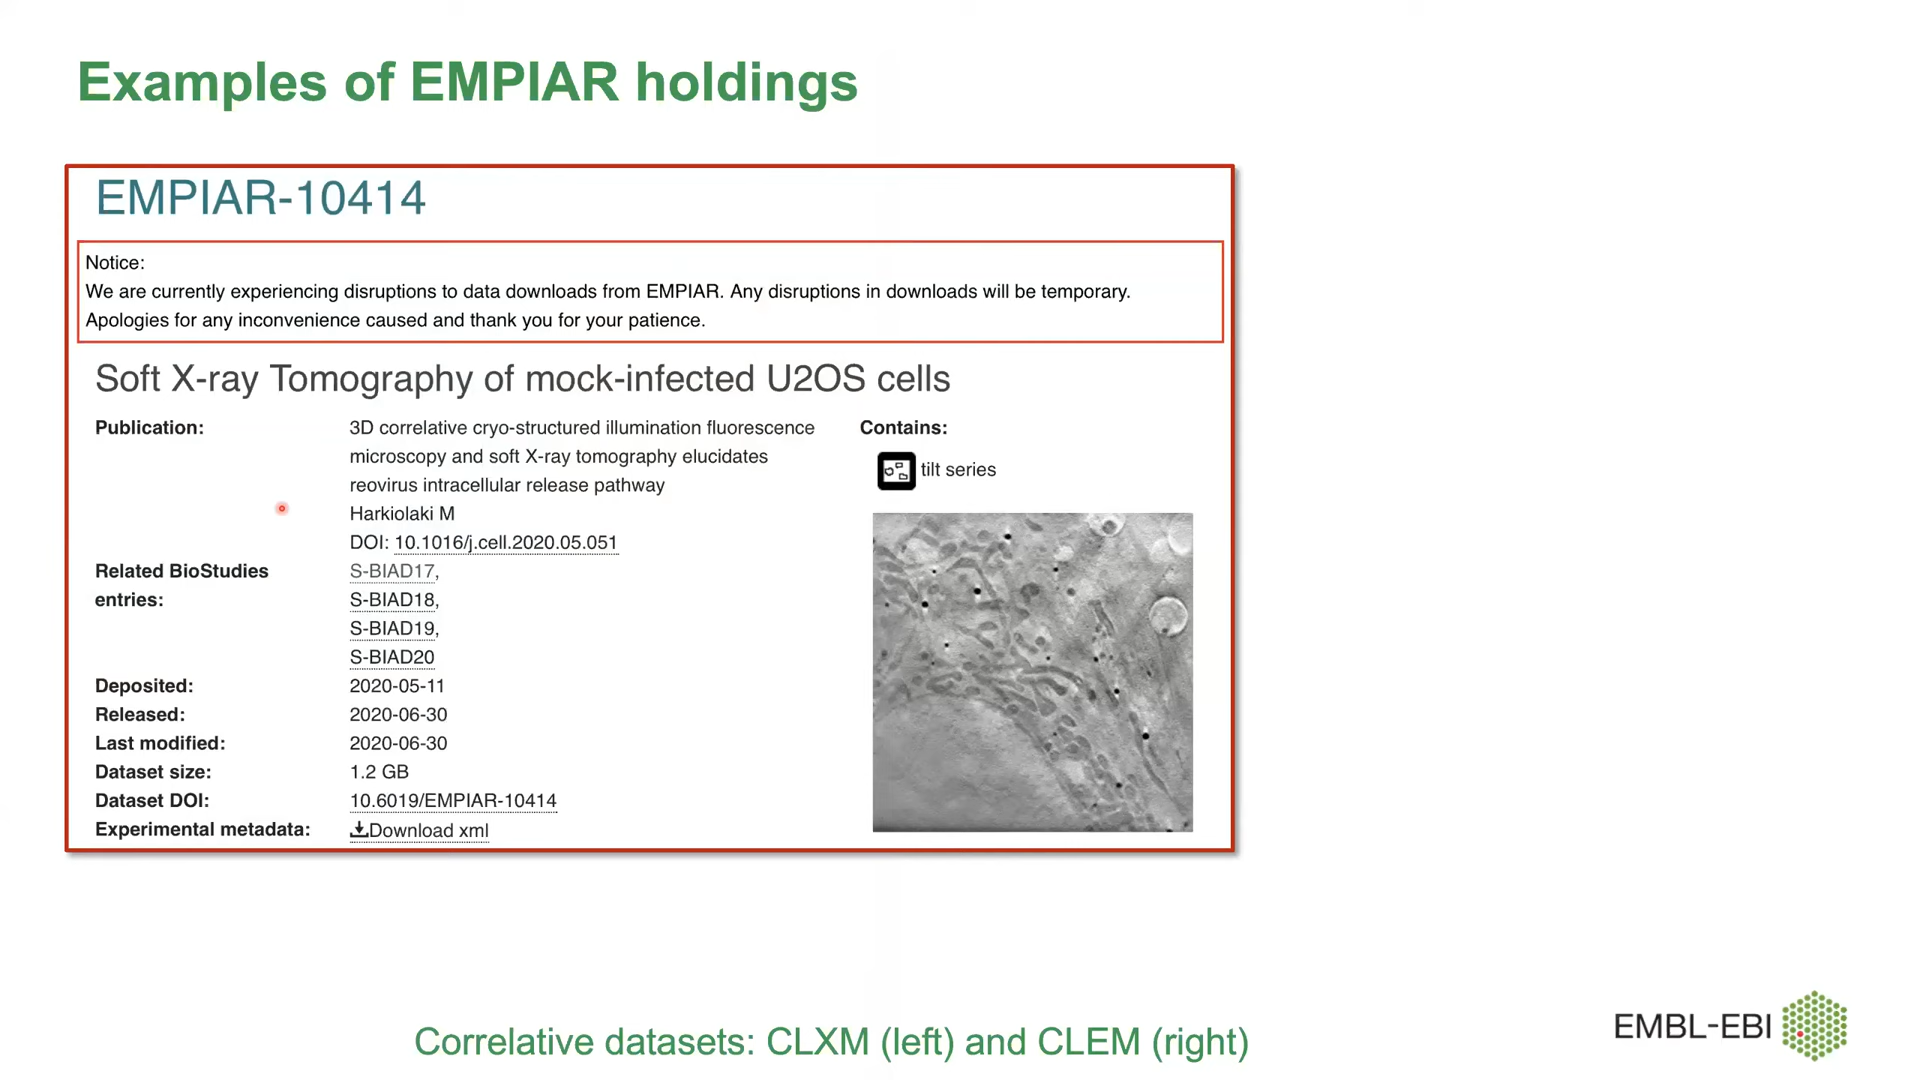 Examples of EMPIAR holdings
EMPIAR-10414
Notice:
We are currently experiencing disruptions to data downloads from EMPIAR. Any disruptions in downloads will be temporary.
Apologies for any inconvenience caused and thank you for your patience.
Soft X-ray Tomography of mock-infected U2OS cells
Publication:
3D correlative cryo-structured illumination fluorescence
microscopy and soft X-ray tomography elucidates
reovirus intracellular release pathway
Harkiolaki M
DOI: 10.1016/j.cell.2020.05.051
Related BioStudies
entries:
S-BIAD17,
S-BIAD18,
S-BIAD19,
S-BIAD20
Deposited: 2020-05-11
Released: 2020-06-30
Last modified: 2020-06-30
Dataset size: 1.2 GB
Dataset DOI: 10.6019/EMPIAR-10414
Experimental metadata: Download xml
Contains:
tilt series
Correlative datasets: CLXM (left) and CLEM (right)
EMBL-EBI